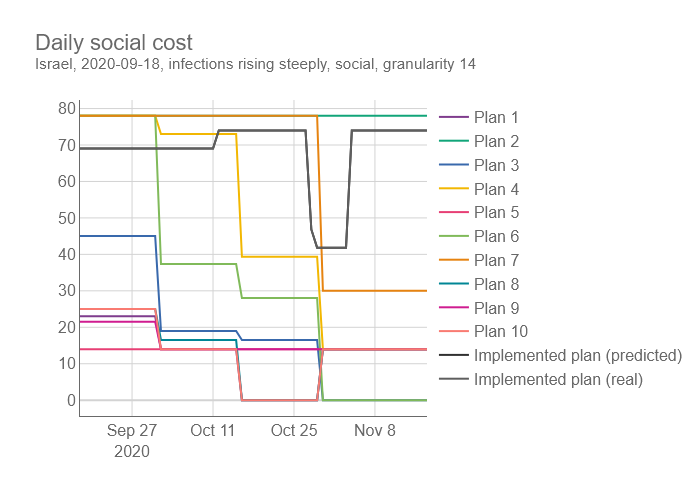 Daily social cost
Israel, 2020-09-18, infections rising steeply, social, granularity 14
80
70
60
50
40
30
20
10
0
Sep 27
2020
Oct 11
Oct 25
Nov 8
Plan 1
Plan 2
Plan 3
Plan 4
Plan 5
Plan 6
Plan 7
Plan 8
Plan 9
Plan 10
Implemented plan (predicted)
Implemented plan (real)